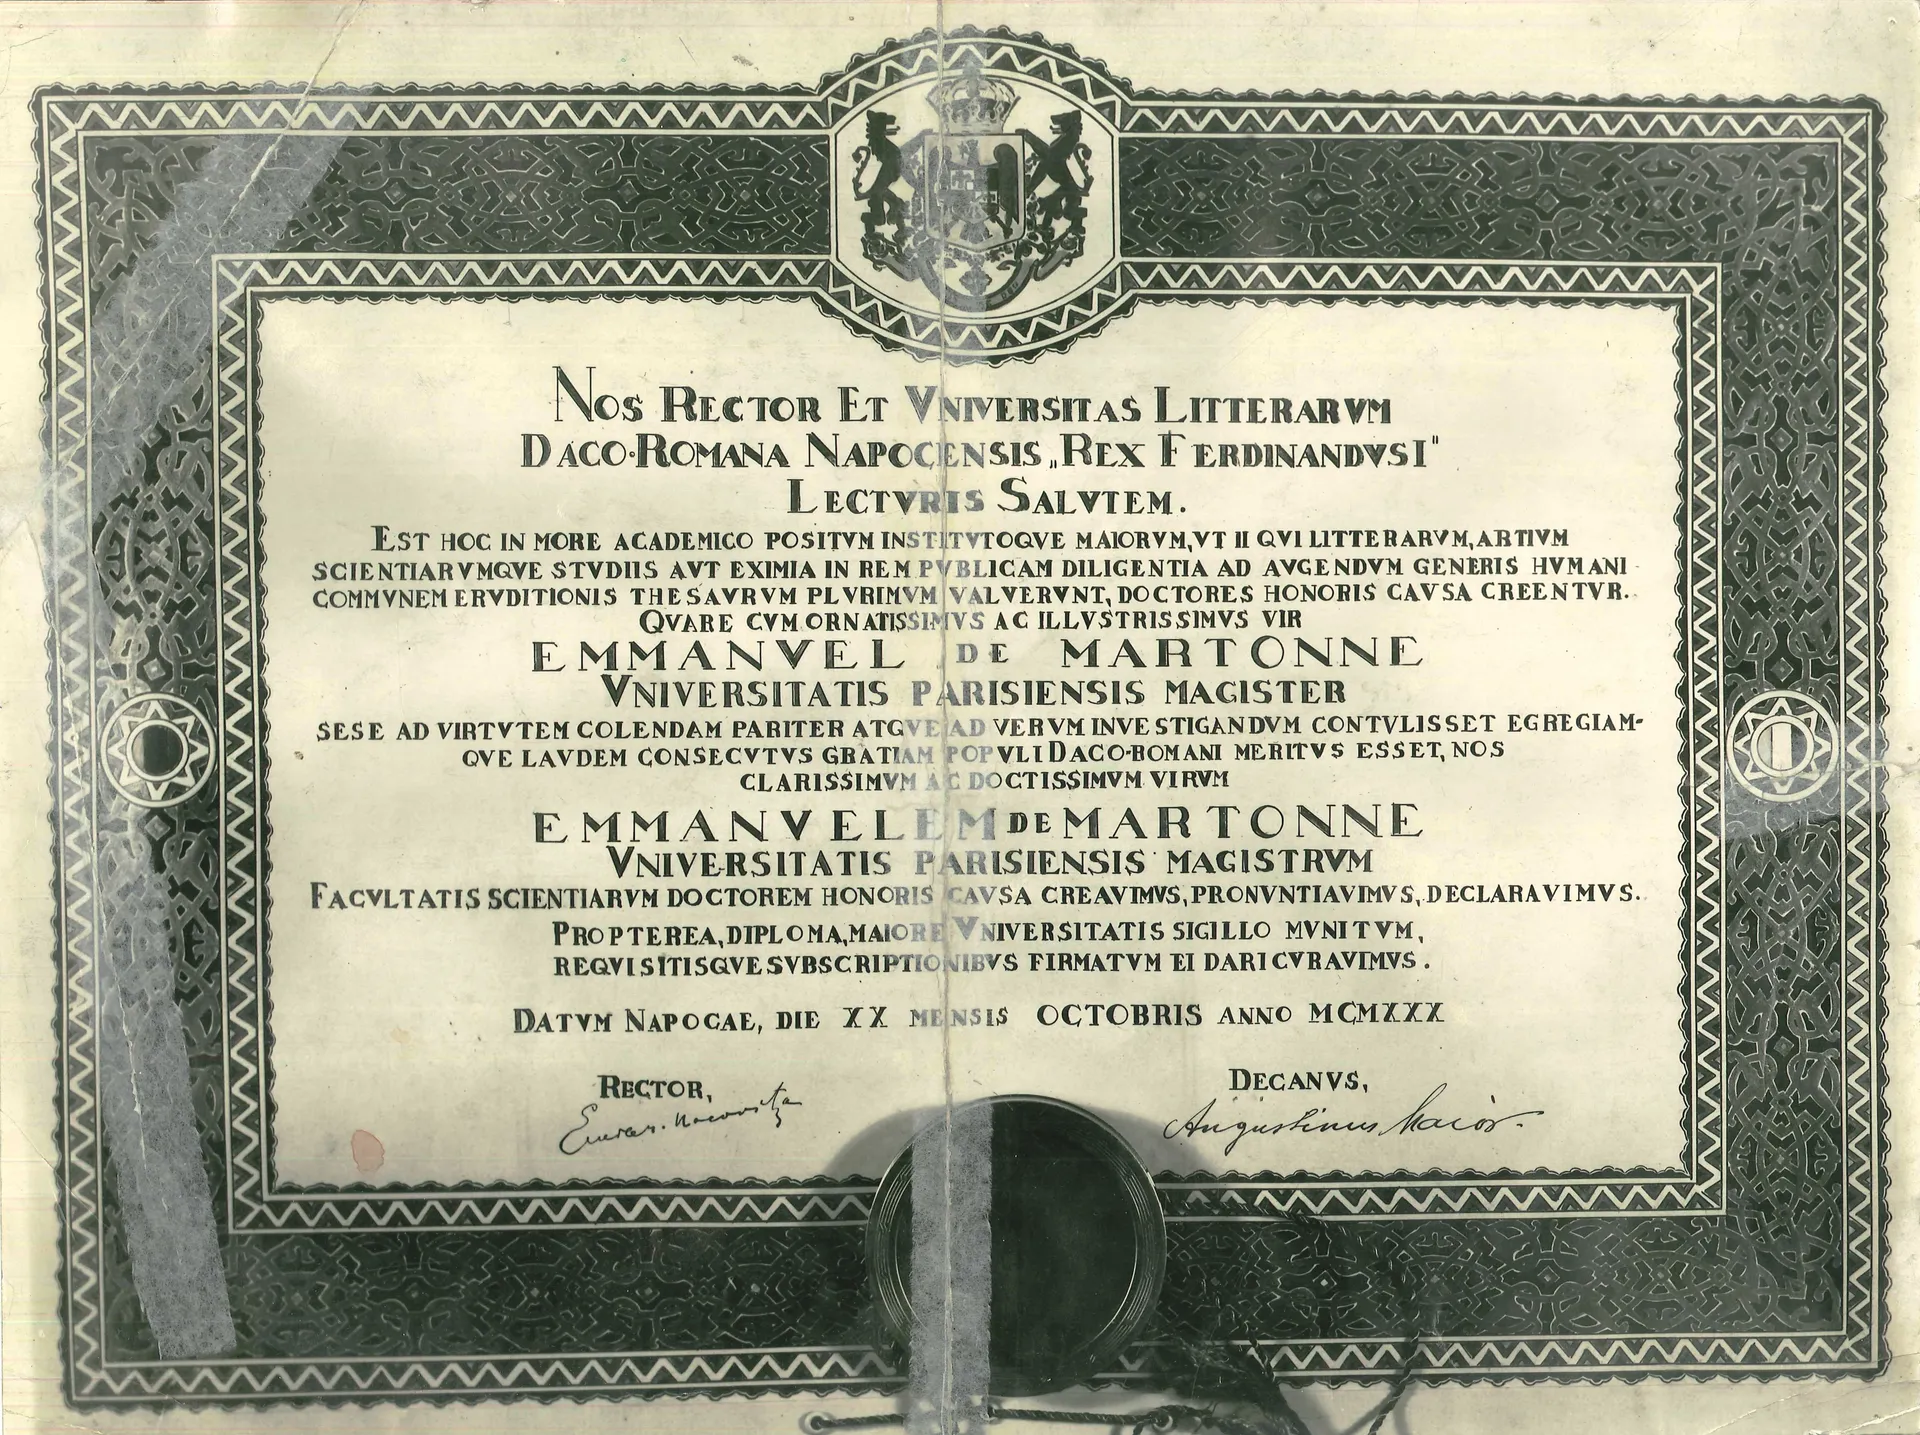 NOS RECTOR ET VNIVERSITAS LITTERARVM
DACO-ROMANA NAPOCENSIS „REX FERDINANDVS I"
LECTVRIS SALVTEM.
EST HOC IN MORE ACADEMICO POSITVM INSTITVTOQVE MAIORVM, VT II QVI LITTERARVM, ARTIVM
SCIENTIARVMQVE STVDIIS AVT EXIMIA IN REM PVBLICAM DILIGENTIA AD AVGENDVM GENERIS HVMANI
COMMVNEM ERVDITIONIS THESAVRVM PLVRIMVM VALVERVNT, DOCTORES HONORIS CAVSA CREENTVR.
QVARE CVM ORNATISSIMVS AC ILLVSTRISSIMVS VIR
EMMANVEL DE MARTONNE
VNIVERSITATIS PARISIENSIS MAGISTER
SESE AD VIRTVTEM COLENDAM PARITER ATQVE AD VERVM INVESTIGANDVM CONTVLISSET EGREGIAM-
QVE LAVDEM CONSECVTVS GRATIAM POPVLI DACO-ROMANI MERITVS ESSET, NOS
CLARISSIMVM AC DOCTISSIMVM VIRVM
EMMANVELEM DE MARTONNE
VNIVERSITATIS PARISIENSIS MAGISTRVM
FACVLTATIS SCIENTIARVM DOCTOREM HONORIS CAVSA CREAVIMVS, PRONVNTIAVIMVS, DECLARAVIMVS.
PROPTEREA, DIPLOMA, MAIORE VNIVERSITATIS SIGILLO MVNITVM,
REQVISITISQVE SVBSCRIPTIONIBVS FIRMATVM EI DARI CVRAVIMVS.
DATVM NAPOCAE, DIE XX MENSIS OCTOBRIS ANNO MCMXXX
RECTOR,
DECANVS,
Augustinus Maior.